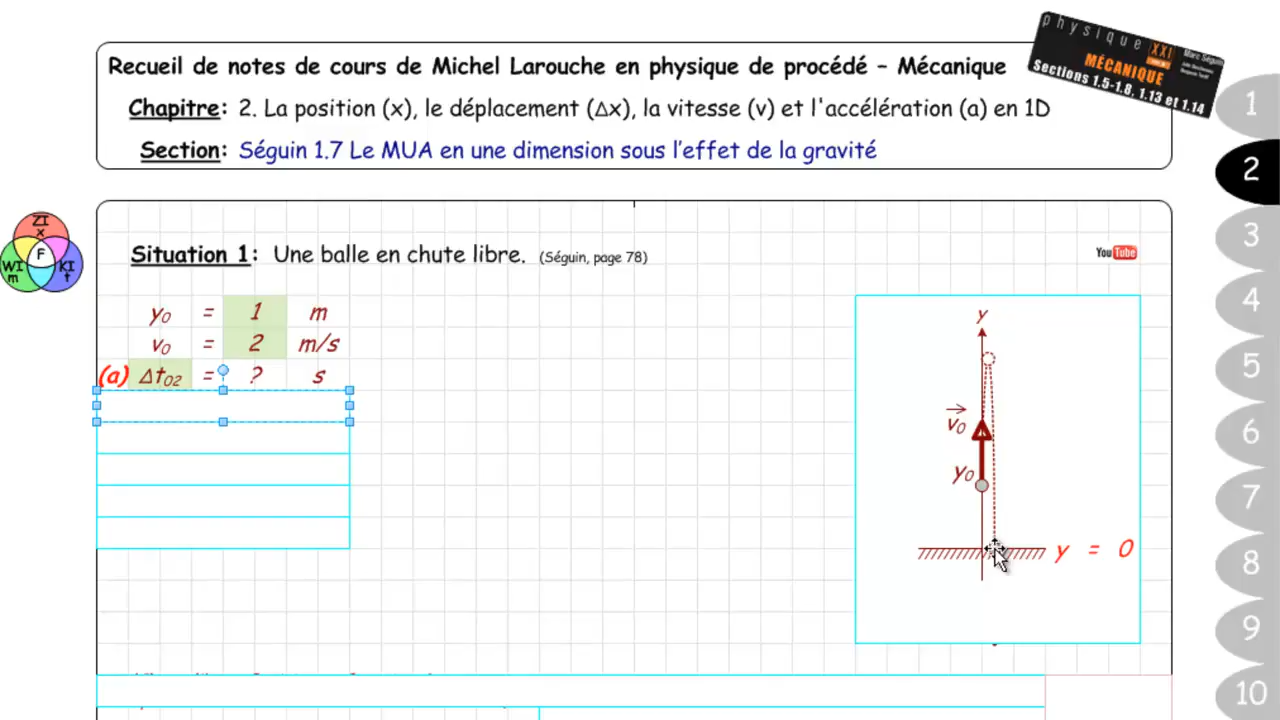 physique XXI
MÉCANIQUE
Marc Séguin
Sections 1.5-1.8, 1.13 et 1.14
Recueil de notes de cours de Michel Larouche en physique de procédé – Mécanique
Chapitre: 2. La position (x), le déplacement (Δx), la vitesse (v) et l'accélération (a) en 1D
Section: Séguin 1.7 Le MUA en une dimension sous l'effet de la gravité
1
2
3
4
5
6
7
8
9
10
ZI
x
F
WI
m
KI
t
Situation 1: Une balle en chute libre. (Séguin, page 78)
YouTube
y0 = 1 m
v0 = 2 m/s
(a) Δt02 = ? s
y
v0
y0
y = 0